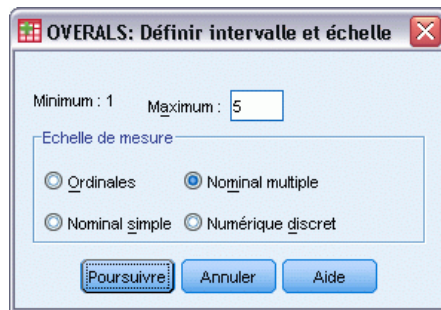 OVERALS: Définir intervalle et échelle
Minimum : 1 Maximum : 5
Echelle de mesure
Ordinales Nominal multiple
Nominal simple Numérique discret
Poursuivre Annuler Aide